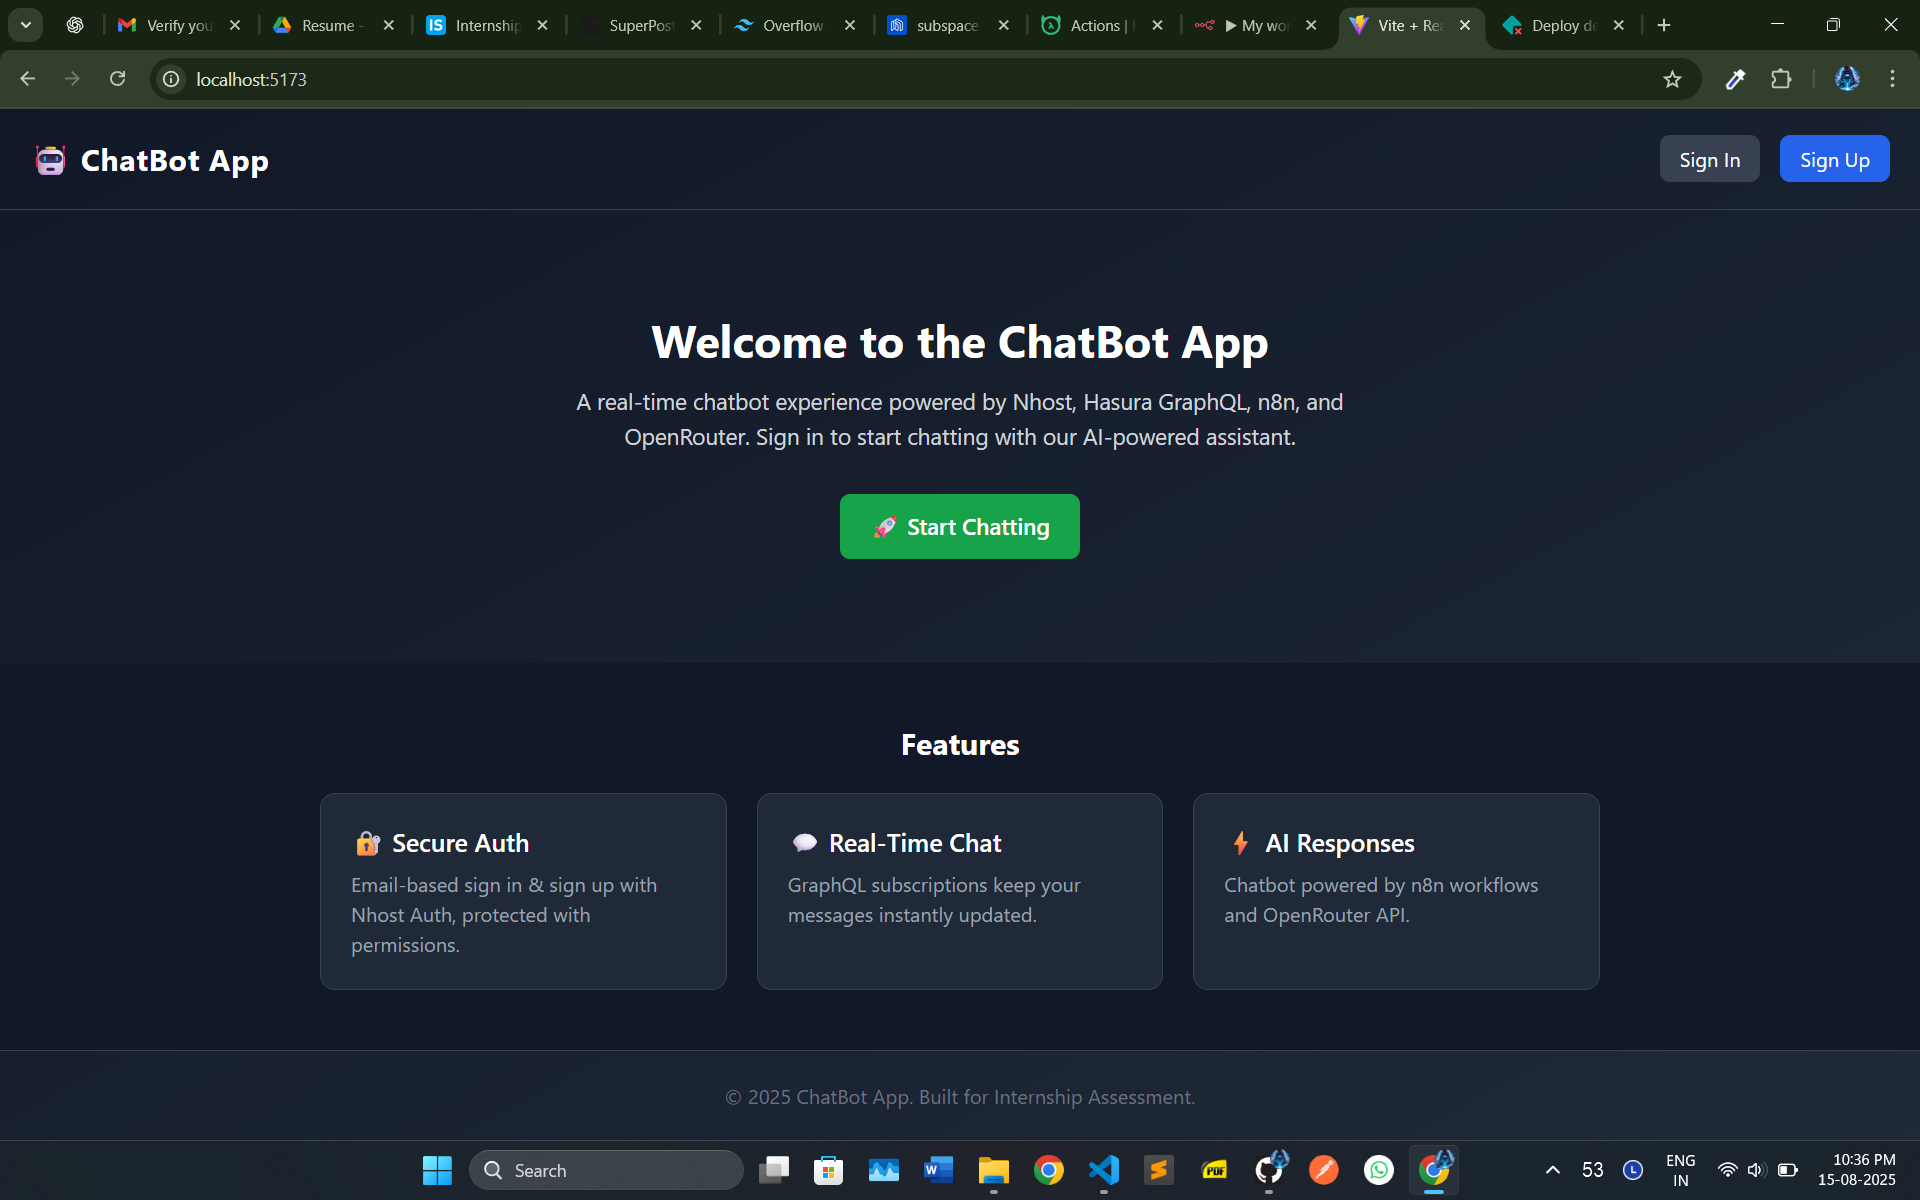 Verify you
Resume -
Internship
SuperPost
Overflow
subspace
Actions |
My wo
Vite + Rea
Deploy de
localhost:5173
ChatBot App
Sign In
Sign Up
Welcome to the ChatBot App
A real-time chatbot experience powered by Nhost, Hasura GraphQL, n8n, and
OpenRouter. Sign in to start chatting with our AI-powered assistant.
🚀 Start Chatting
Features
🔐 Secure Auth
Email-based sign in & sign up with
Nhost Auth, protected with
permissions.
💬 Real-Time Chat
GraphQL subscriptions keep your
messages instantly updated.
⚡ AI Responses
Chatbot powered by n8n workflows
and OpenRouter API.
© 2025 ChatBot App. Built for Internship Assessment.
Search
53
ENG
IN
10:36 PM
15-08-2025